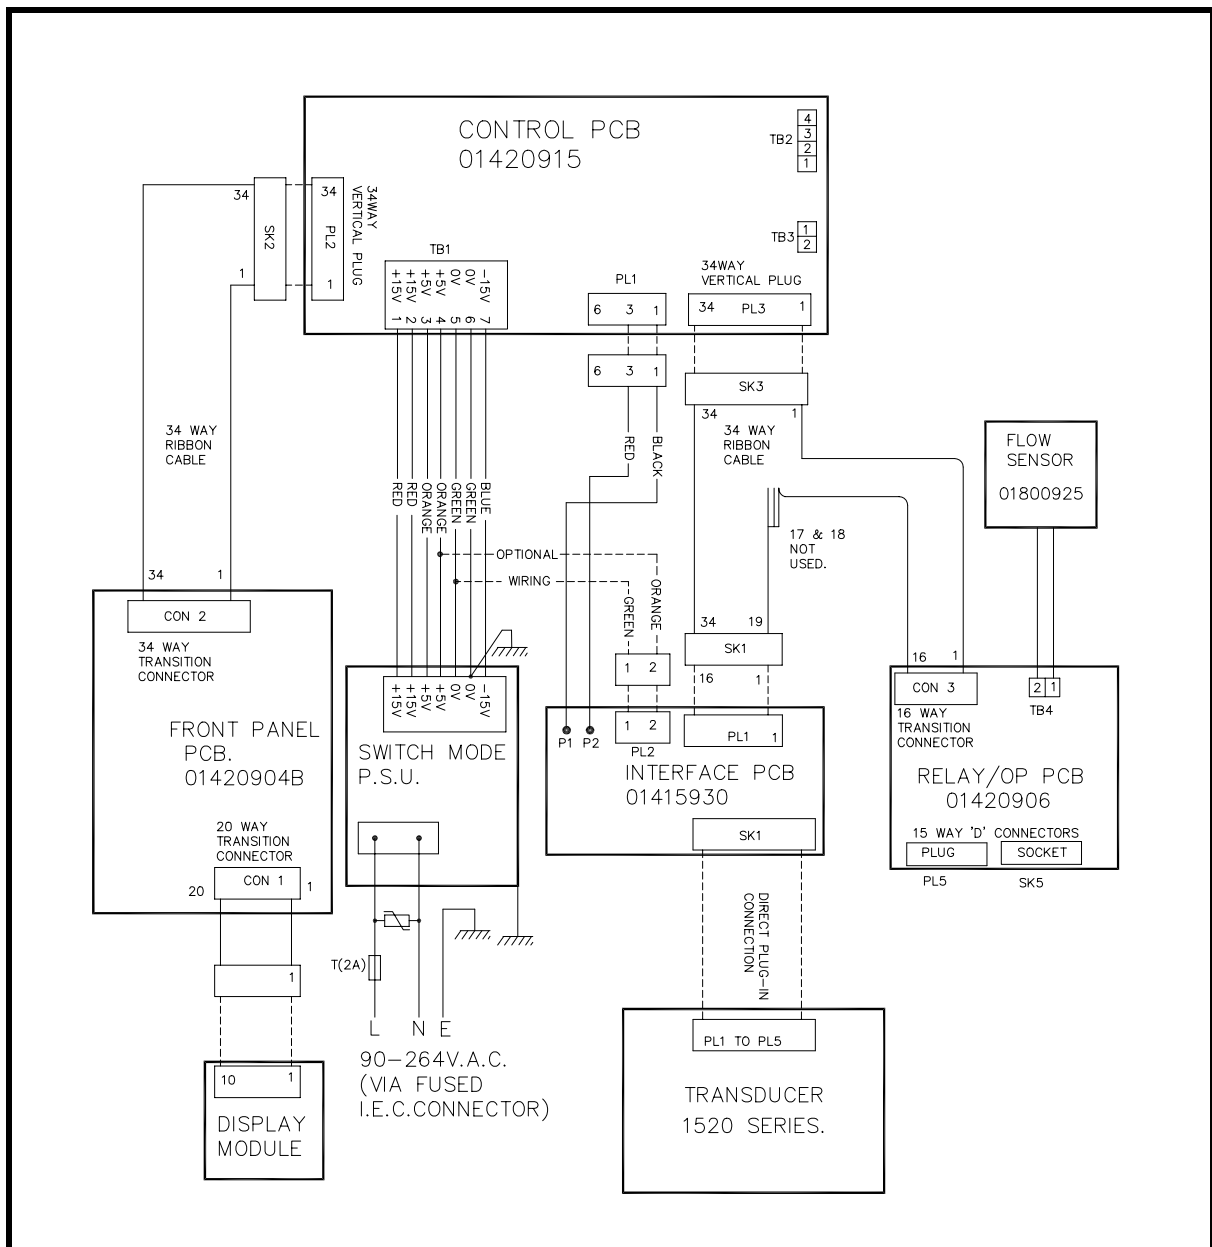 CONTROL PCB
01420915
TB2
4
3
2
1
TB3
1
2
34
1
SK2
34
PL2
1
34WAY
VERTICAL PLUG
TB1
+15V
+15V
+5V
+5V
0V
0V
-15V
1
2
3
4
5
6
7
PL1
6 3 1
34WAY
VERTICAL PLUG
34 PL3 1
6 3 1
SK3
34 1
34 WAY
RIBBON
CABLE
34 WAY
RIBBON
CABLE
RED
RED
ORANGE
ORANGE
GREEN
GREEN
BLUE
RED
BLACK
FLOW
SENSOR
01800925
17 & 18
NOT
USED.
OPTIONAL
WIRING
GREEN
ORANGE
34 1
CON 2
34 WAY
TRANSITION
CONNECTOR
FRONT PANEL
PCB.
01420904B
20 WAY
TRANSITION
CONNECTOR
20 CON 1 1
1
10 1
DISPLAY
MODULE
+15V
+15V
+5V
+5V
0V
0V
-15V
SWITCH MODE
P.S.U.
T(2A)
L N E
90-264V.A.C.
(VIA FUSED
I.E.C.CONNECTOR)
34 19
SK1
16 1
1 2
1 2
PL2
P1 P2
PL1 1
INTERFACE PCB
01415930
SK1
DIRECT PLUG-IN
CONNECTION
PL1 TO PL5
TRANSDUCER
1520 SERIES.
16 1
CON 3
16 WAY
TRANSITION
CONNECTOR
2 1
TB4
RELAY/OP PCB
01420906
15 WAY 'D' CONNECTORS
PLUG SOCKET
PL5 SK5